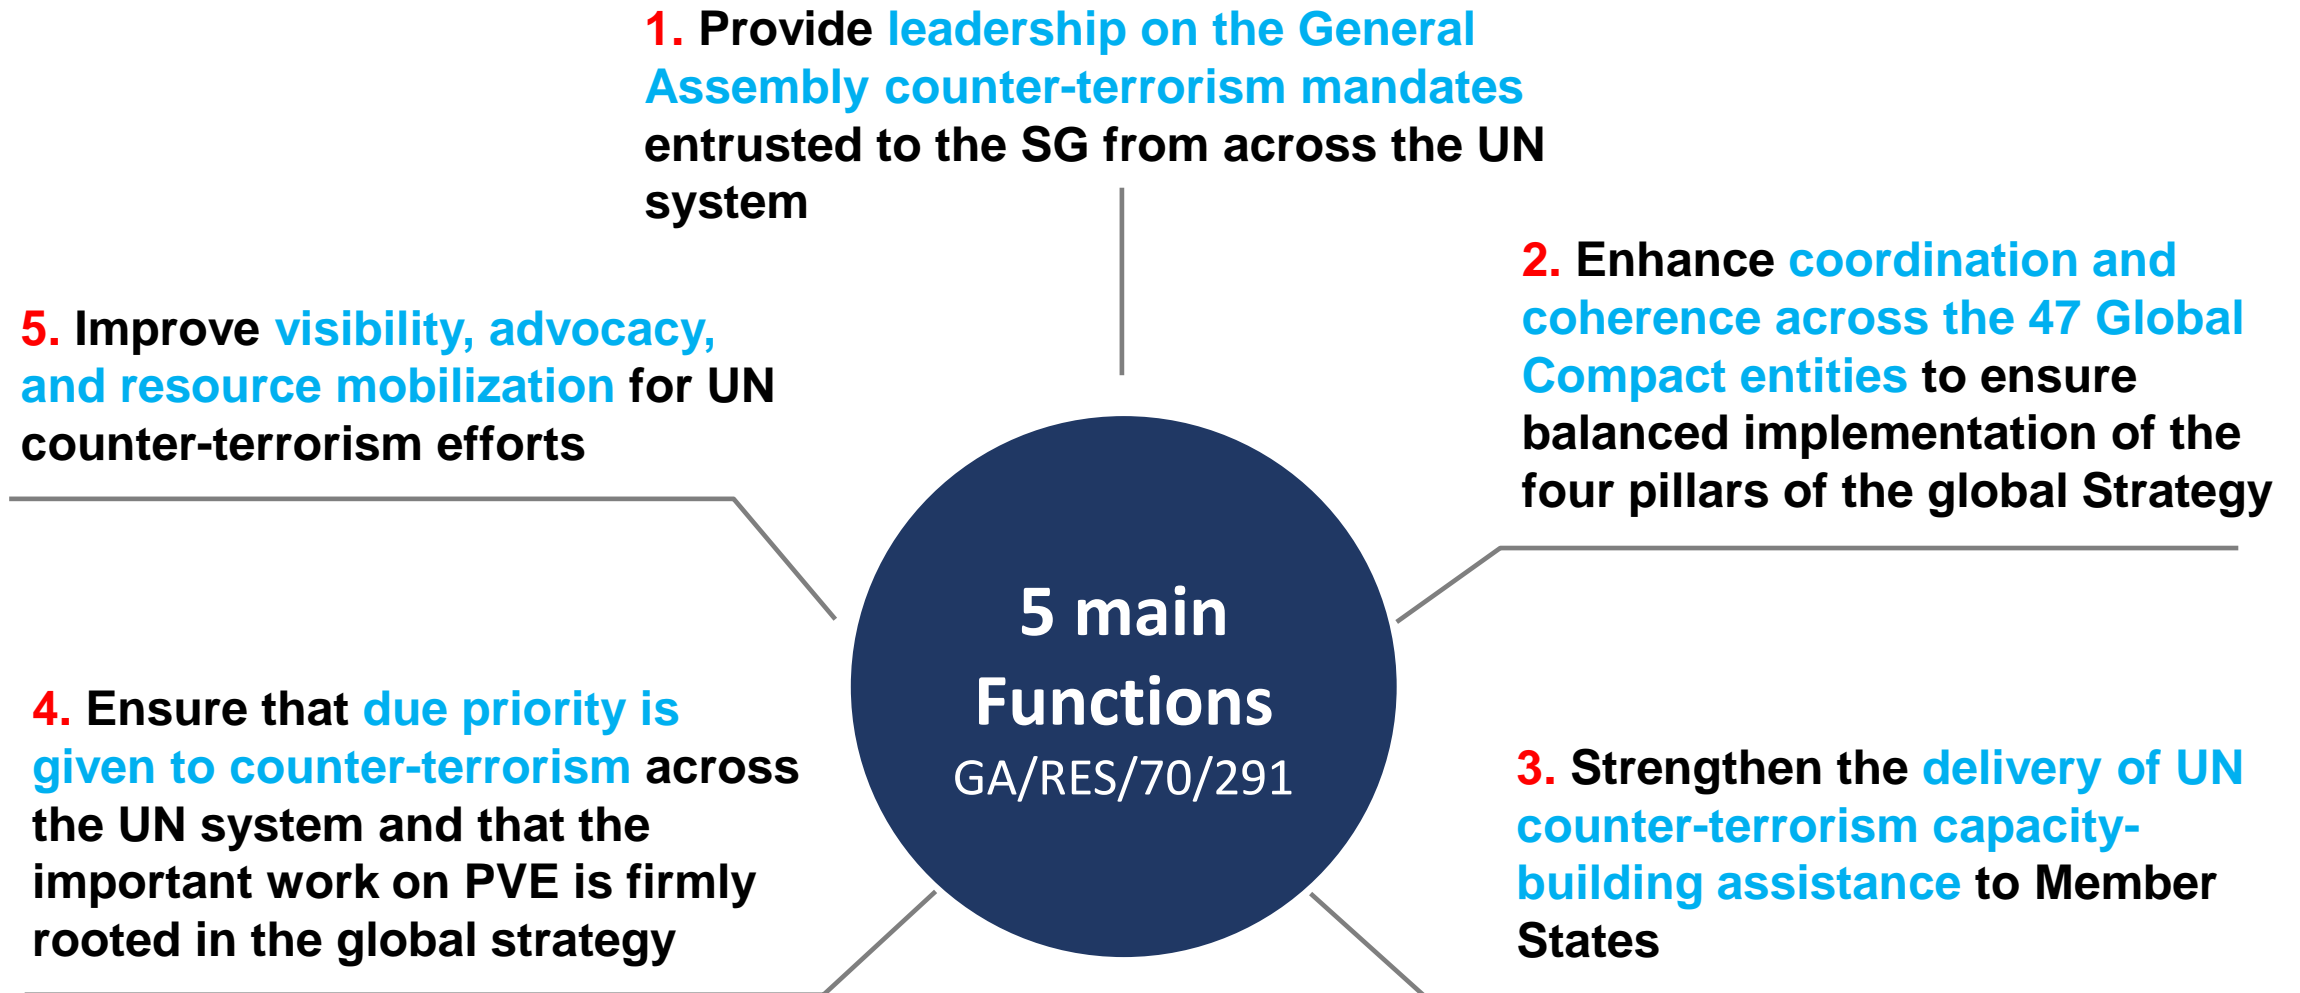 1. Provide leadership on the General
Assembly counter-terrorism mandates
entrusted to the SG from across the UN
system
2. Enhance coordination and
coherence across the 47 Global
Compact entities to ensure
balanced implementation of the
four pillars of the global Strategy
3. Strengthen the delivery of UN
counter-terrorism capacity-
building assistance to Member
States
4. Ensure that due priority is
given to counter-terrorism across
the UN system and that the
important work on PVE is firmly
rooted in the global strategy
5. Improve visibility, advocacy,
and resource mobilization for UN
counter-terrorism efforts
5 main
Functions
GA/RES/70/291